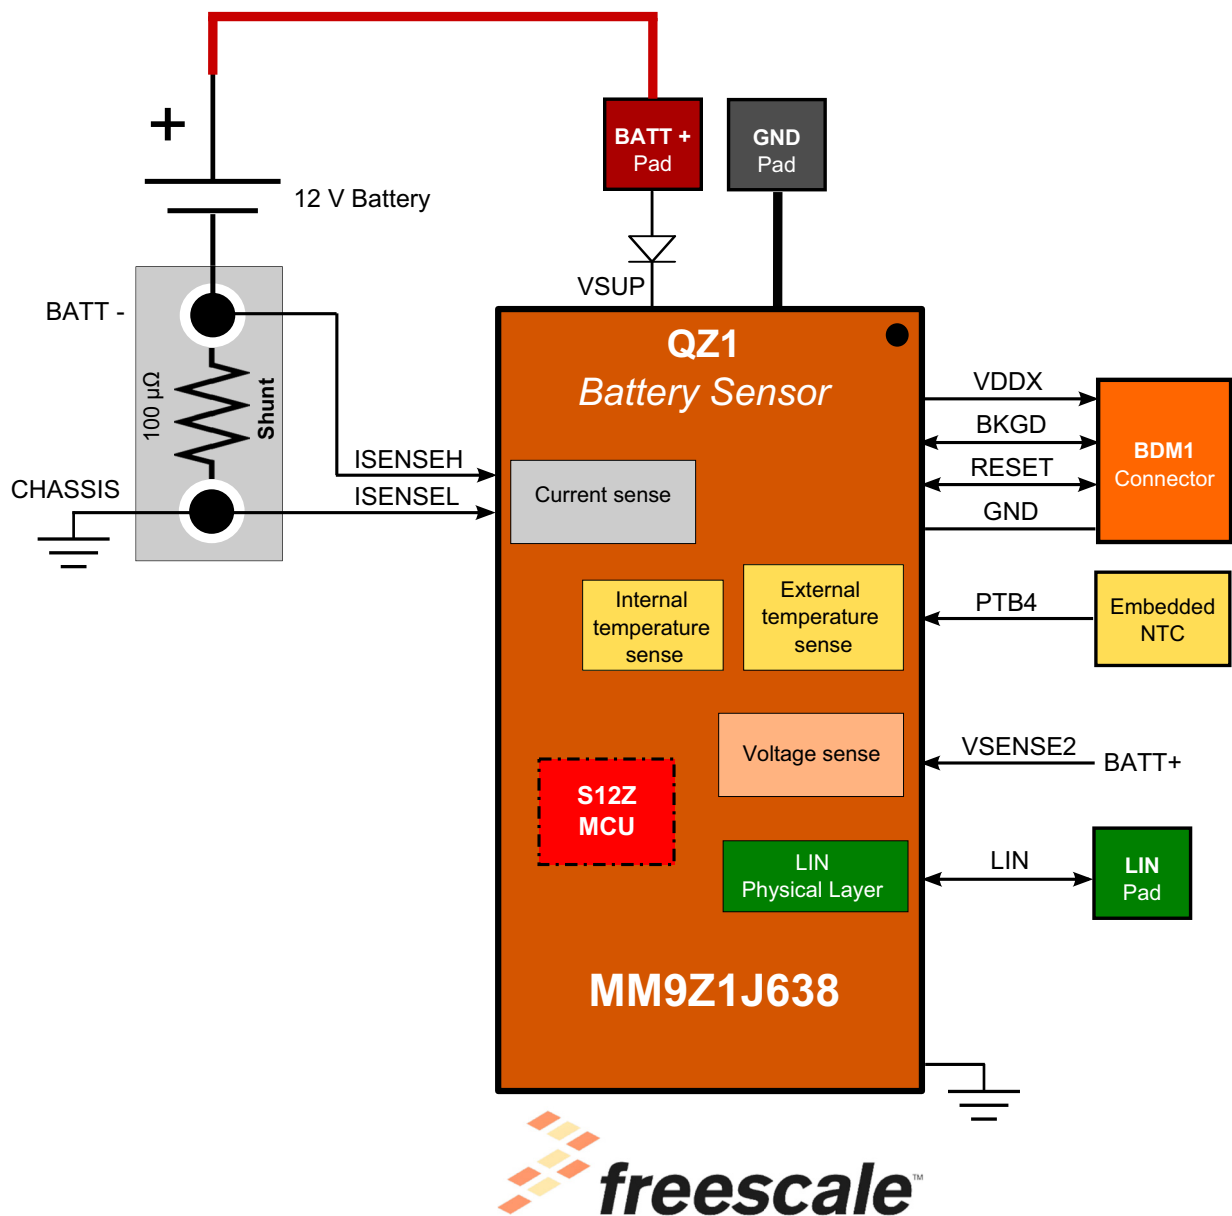 +
12 V Battery
BATT +
Pad
GND
Pad
VSUP
BATT -
100 µΩ
Shunt
CHASSIS
ISENSEH
ISENSEL
QZ1
Battery Sensor
Current sense
Internal
temperature
sense
External
temperature
sense
Voltage sense
S12Z
MCU
LIN
Physical Layer
MM9Z1J638
VDDX
BKGD
RESET
GND
BDM1
Connector
PTB4
Embedded
NTC
VSENSE2
BATT+
LIN
LIN
Pad
freescale™